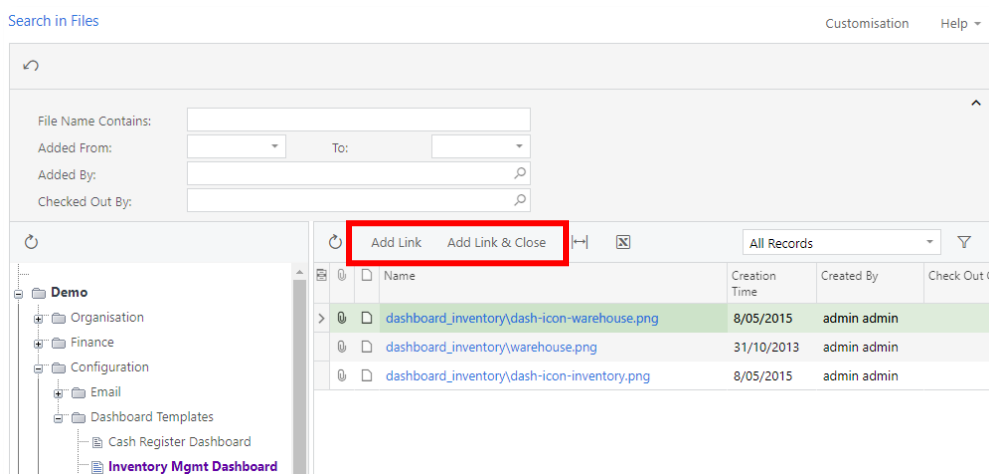 Search in Files
Customisation Help
File Name Contains:
Added From: To:
Added By:
Checked Out By:
Add Link Add Link & Close All Records
Name Creation Time Created By Check Out
Demo
Organisation
Finance
Configuration
Email
Dashboard Templates
Cash Register Dashboard
Inventory Mgmt Dashboard
dashboard_inventory\dash-icon-warehouse.png 8/05/2015 admin admin
dashboard_inventory\warehouse.png 31/10/2013 admin admin
dashboard_inventory\dash-icon-inventory.png 8/05/2015 admin admin